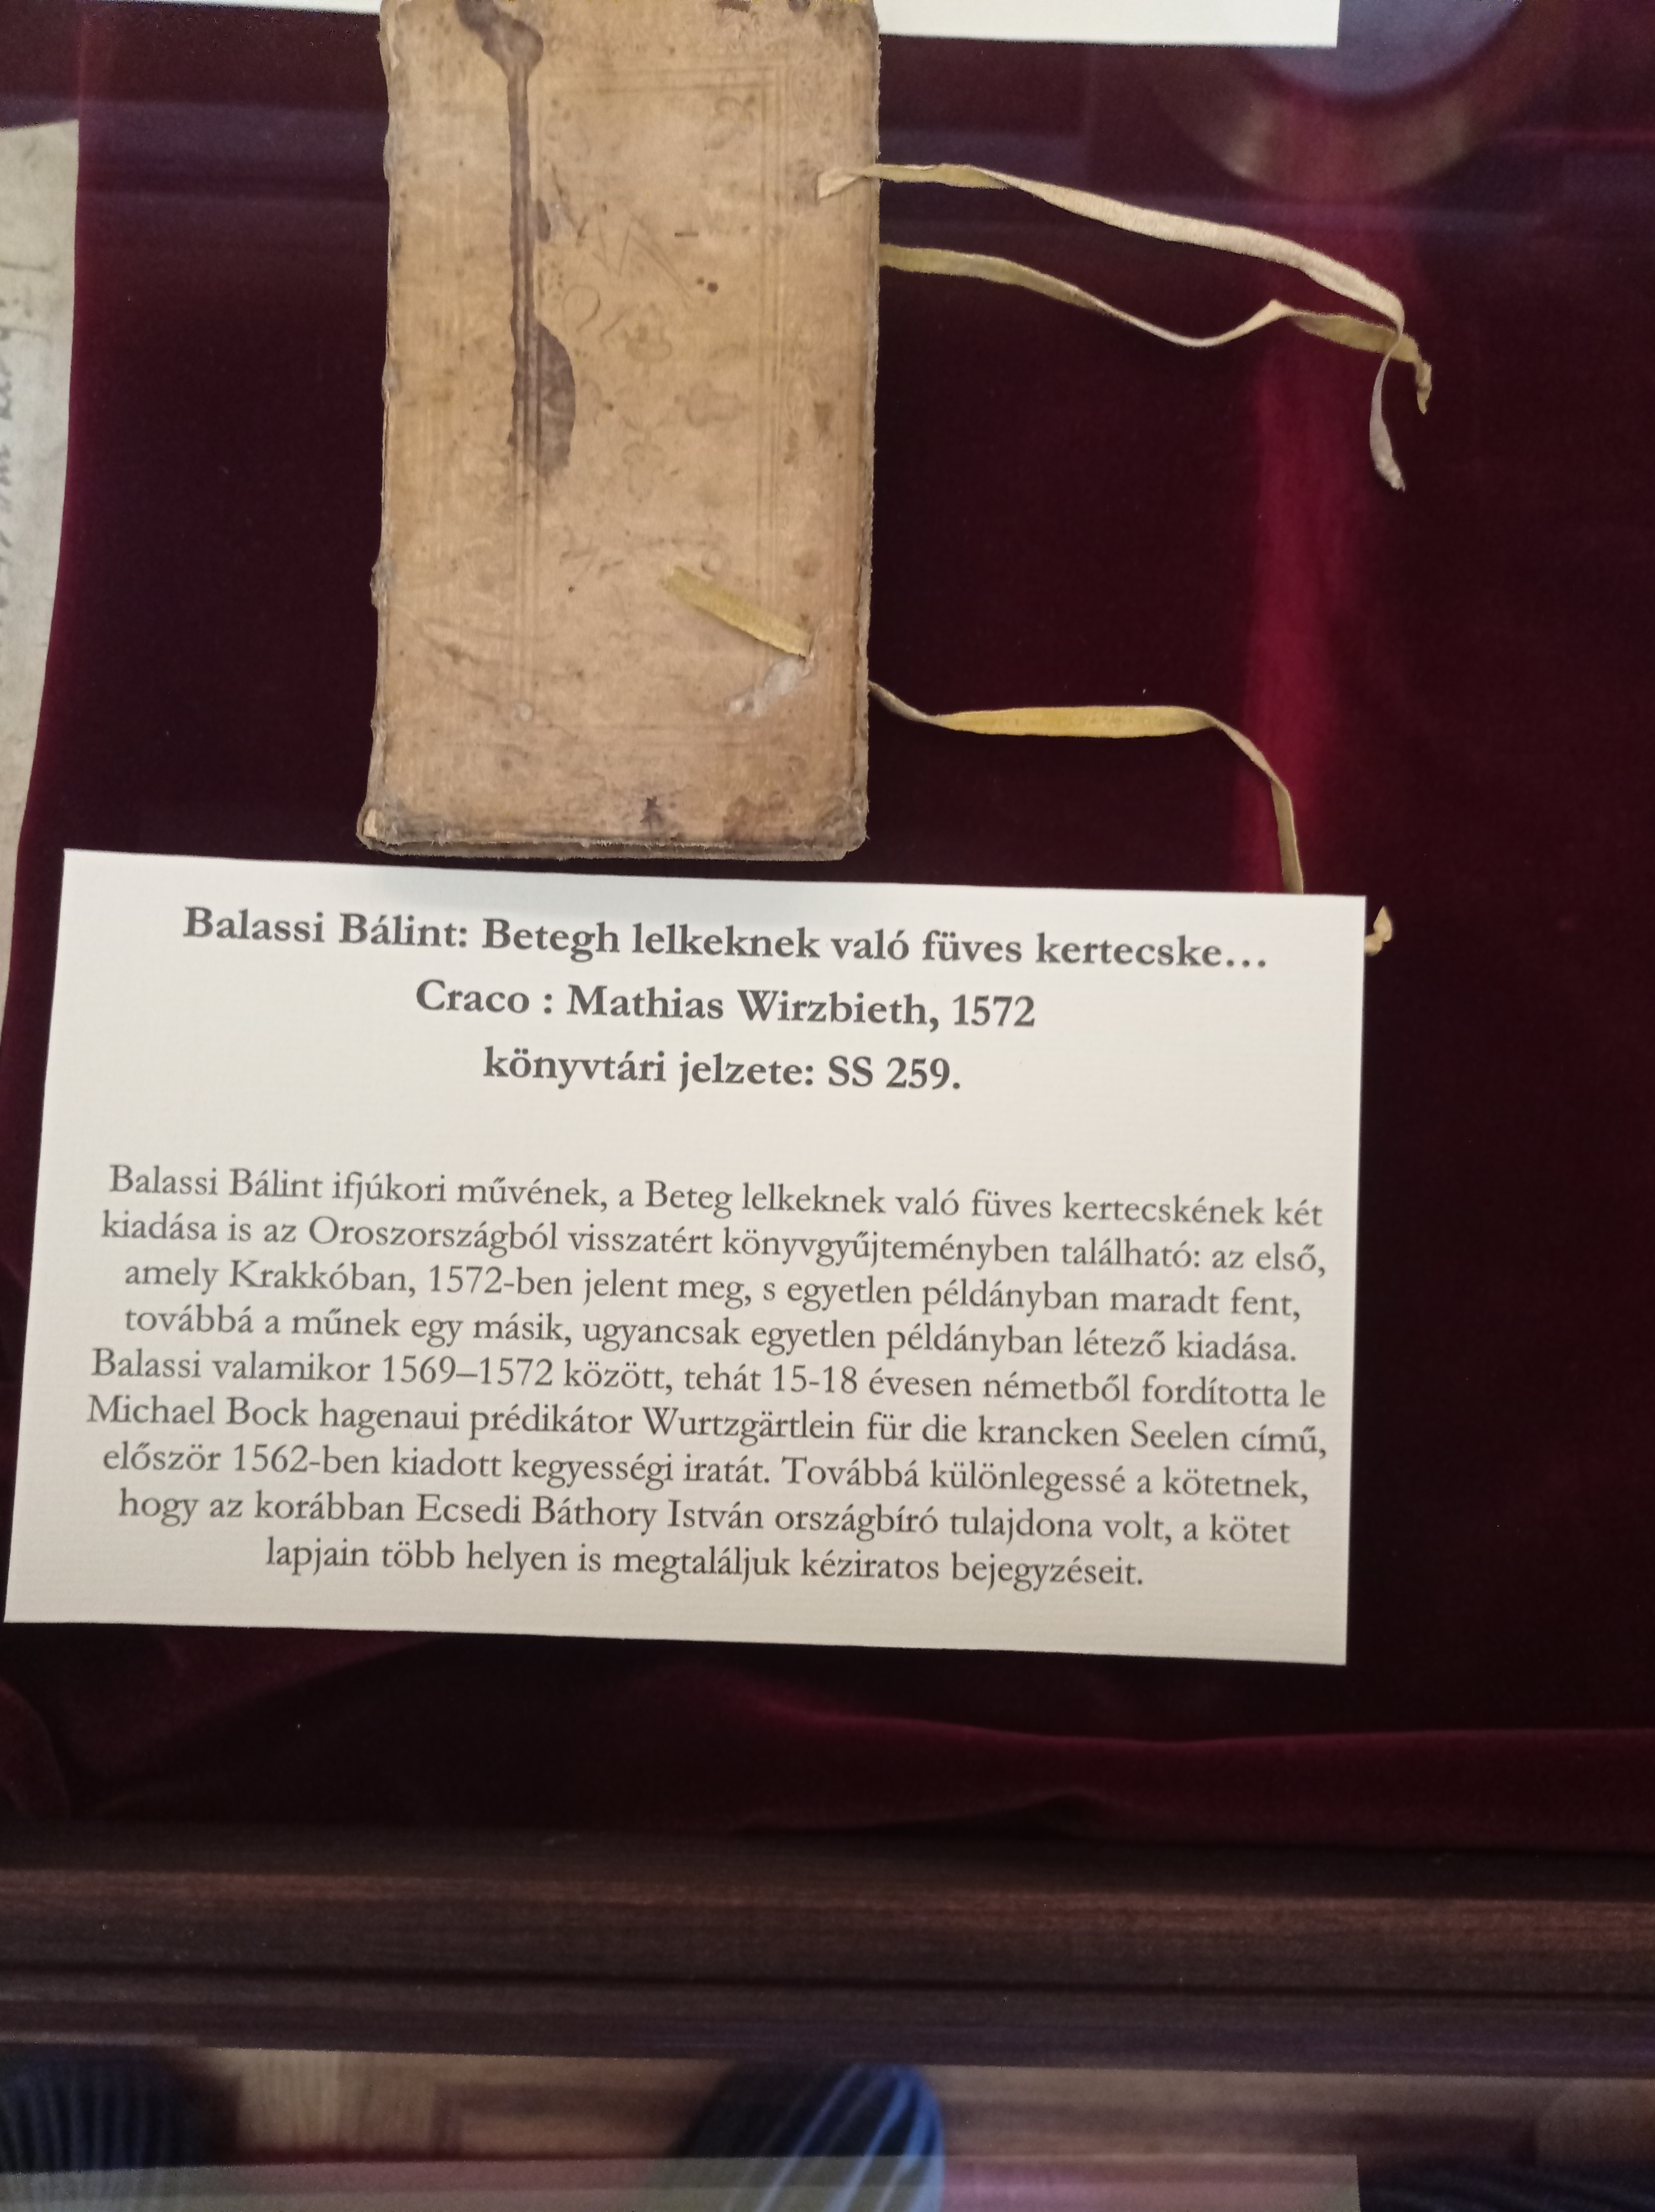 Balassi Bálint: Betegh lelkeknek való füves kertecske…
Craco : Mathias Wirzbieth, 1572
könyvtári jelzete: SS 259.
Balassi Bálint ifjúkori művének, a Beteg lelkeknek való füves kertecskének két
kiadása is az Oroszországból visszatért könyvgyűjteményben található: az első,
amely Krakkóban, 1572-ben jelent meg, s egyetlen példányban maradt fent,
továbbá a műnek egy másik, ugyancsak egyetlen példányban létező kiadása.
Balassi valamikor 1569–1572 között, tehát 15-18 évesen németből fordította le
Michael Bock hagenaui prédikátor Wurtzgärtlein für die krancken Seelen című,
először 1562-ben kiadott kegyességi iratát. Továbbá különlegessé a kötetnek,
hogy az korábban Ecsedi Báthory István országbíró tulajdona volt, a kötet
lapjain több helyen is megtaláljuk kéziratos bejegyzéseit.